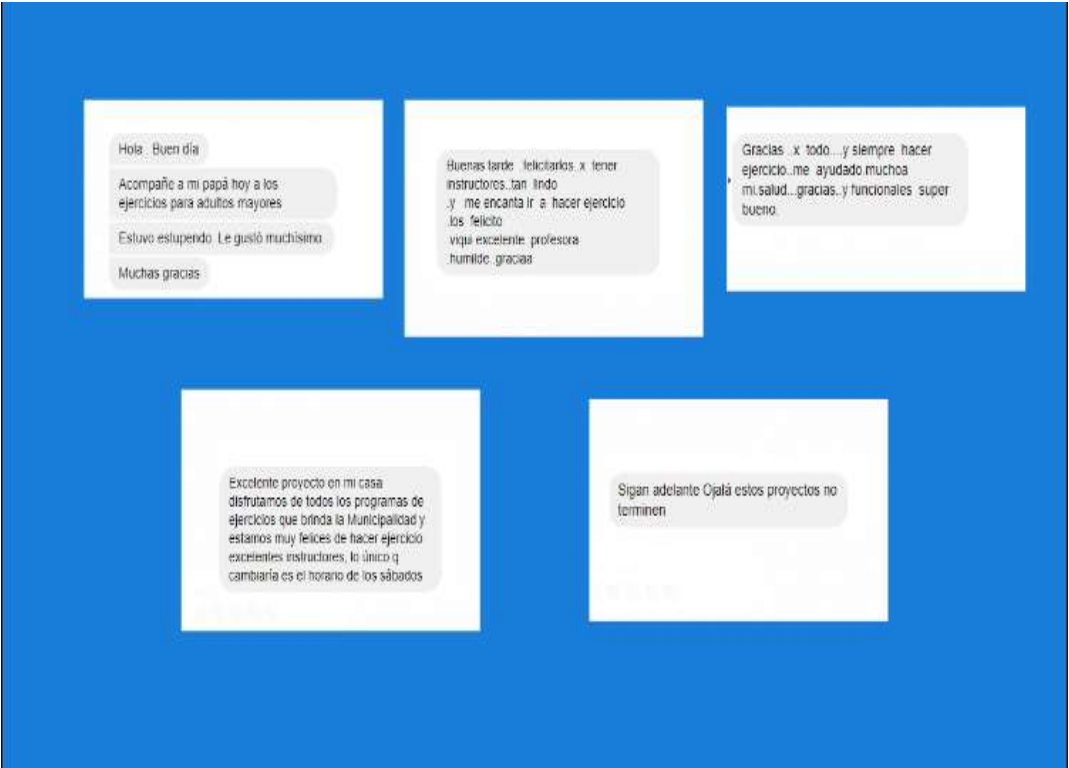 Hola . Buen día
Acompañe a mi papá hoy a los
ejercicios para adultos mayores
Estuvo estupendo. Le gustó muchísimo.
Muchas gracias
Buenas tarde felicitarlos..x tener
instructores..tan lindo
.y me encanta ir a hacer ejercicio
.los felicito
viqui excelente profesora
.humilde..graciaa
Gracias ..x todo....y siempre hacer
ejercicio..me ayudado.muchoa
mi.salud...gracias..y funcionales super
bueno.
Excelente proyecto en mi casa
disfrutamos de todos los programas de
ejercicios que brinda la Municipalidad y
estamos muy felices de hacer ejercicio
excelentes instructores, lo único q
cambiaría es el horario de los sábados
Sigan adelante Ojalá estos proyectos no
terminen